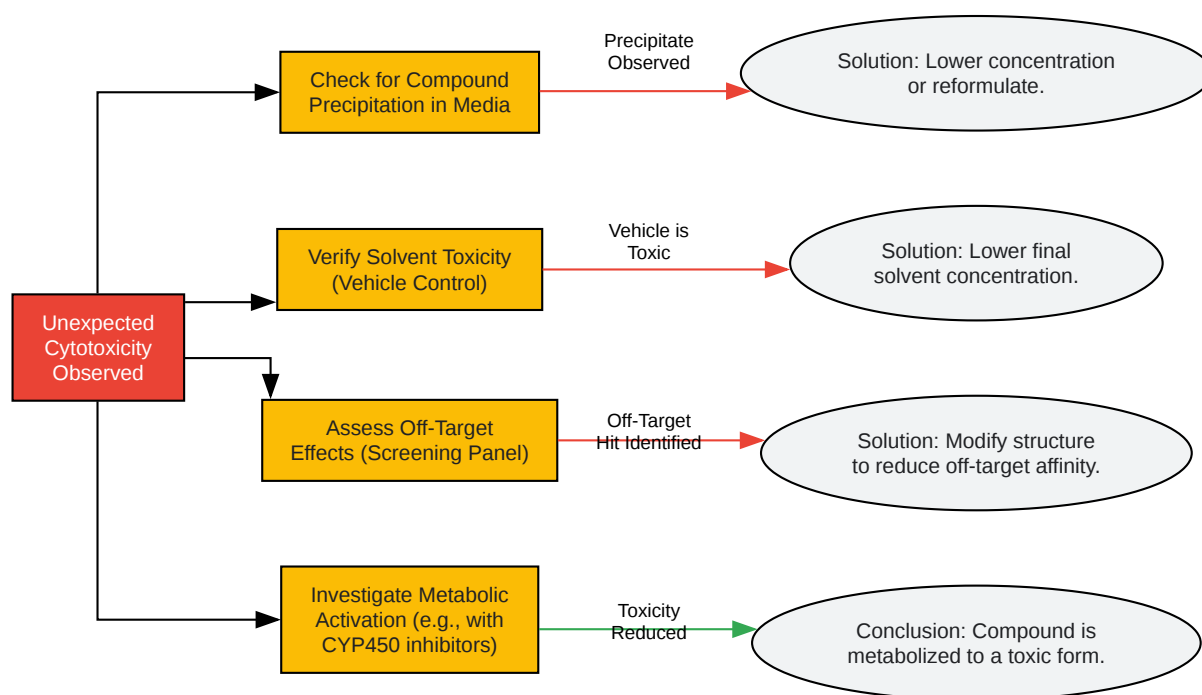 Unexpected
Cytotoxicity
Observed
Check for Compound
Precipitation in Media
Precipitate
Observed
Solution: Lower concentration
or reformulate.
Verify Solvent Toxicity
(Vehicle Control)
Vehicle is
Toxic
Solution: Lower final
solvent concentration.
Assess Off-Target
Effects (Screening Panel)
Off-Target
Hit Identified
Solution: Modify structure
to reduce off-target affinity.
Investigate Metabolic
Activation (e.g., with
CYP450 inhibitors)
Toxicity
Reduced
Conclusion: Compound is
metabolized to a toxic form.